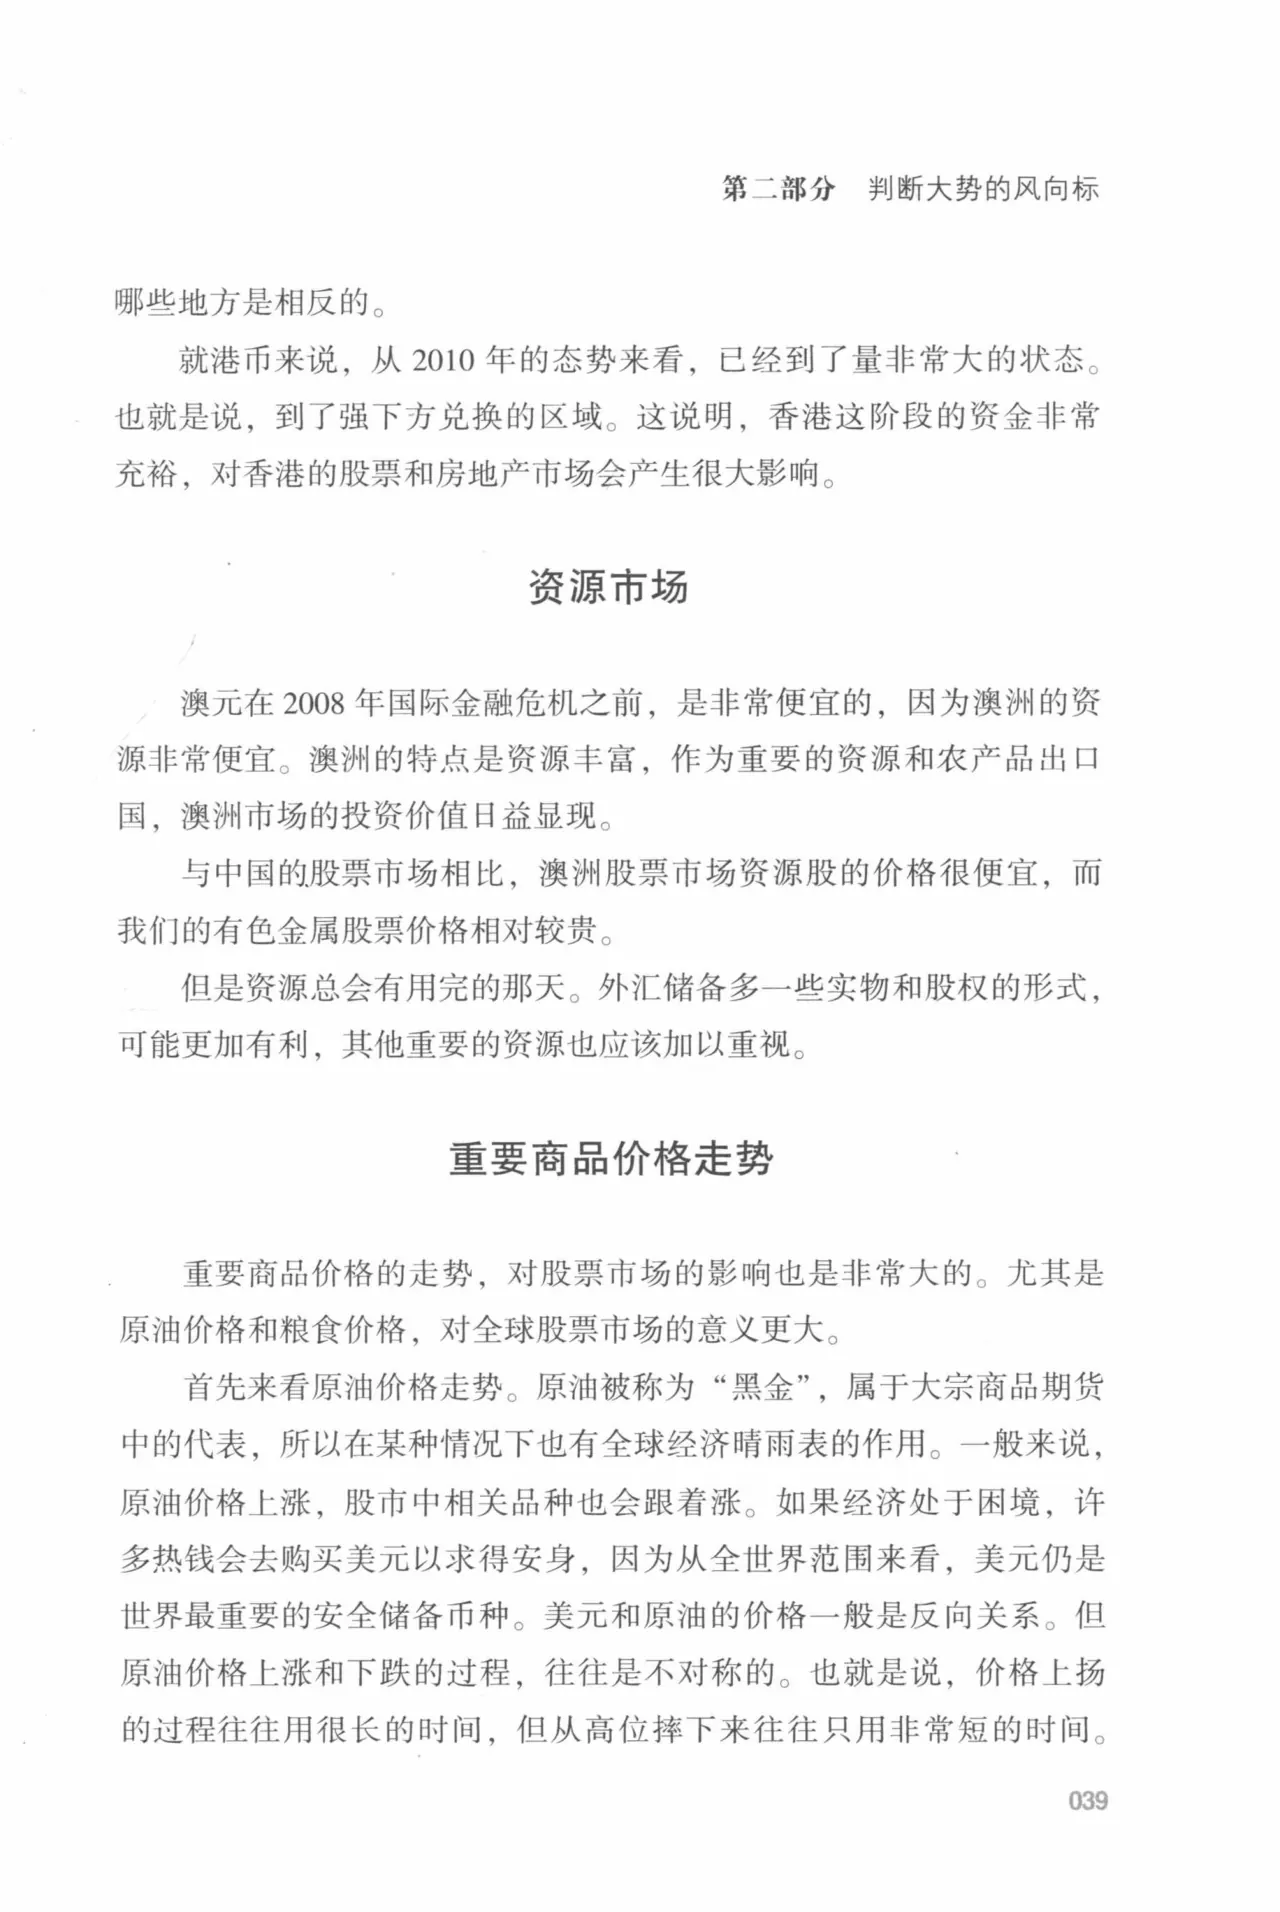 第二部分 判断大势的风向标
哪些地方是相反的。
就港币来说，从 2010 年的态势来看，已经到了量非常大的状态。
也就是说，到了强下方兑换的区域。这说明，香港这阶段的资金非常
充裕，对香港的股票和房地产市场会产生很大影响。
资源市场
澳元在 2008 年国际金融危机之前，是非常便宜的，因为澳洲的资
源非常便宜。澳洲的特点是资源丰富，作为重要的资源和农产品出口
国，澳洲市场的投资价值日益显现。
与中国的股票市场相比，澳洲股票市场资源股的价格很便宜，而
我们的有色金属股票价格相对较贵。
但是资源总会有用完的那天。外汇储备多一些实物和股权的形式，
可能更加有利，其他重要的资源也应该加以重视。
重要商品价格走势
重要商品价格的走势，对股票市场的影响也是非常大的。尤其是
原油价格和粮食价格，对全球股票市场的意义更大。
首先来看原油价格走势。原油被称为“黑金”，属于大宗商品期货
中的代表，所以在某种情况下也有全球经济晴雨表的作用。一般来说，
原油价格上涨，股市中相关品种也会跟着涨。如果经济处于困境，许
多热钱会去购买美元以求得安身，因为从全世界范围来看，美元仍是
世界最重要的安全储备币种。美元和原油的价格一般是反向关系。但
原油价格上涨和下跌的过程，往往是不对称的。也就是说，价格上扬
的过程往往用很长的时间，但从高位摔下来往往只用非常短的时间。
039